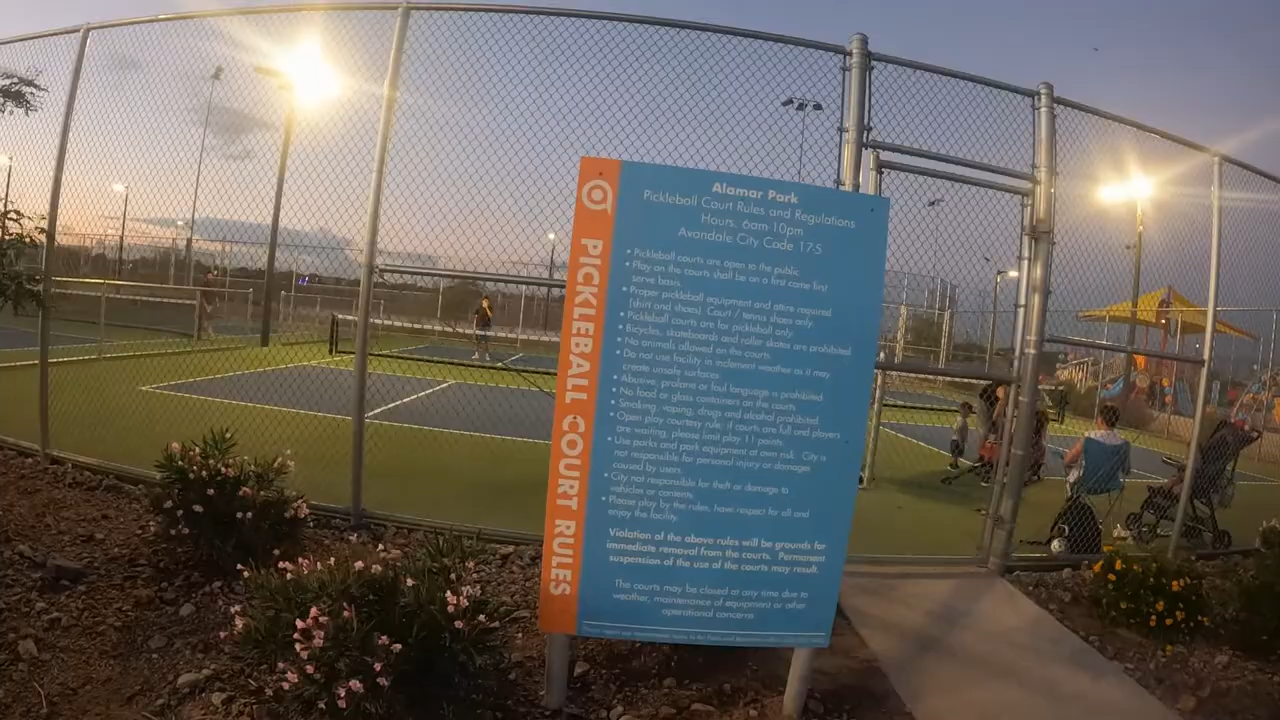 PICKLEBALL COURT RULES
Alamar Park
Pickleball Court Rules and Regulations
Hours: 6am 10pm
Avondale City Code 17-5
• Pickleball courts are open to the public.
• Play on the courts shall be on a first come first
serve basis.
• Proper pickleball equipment and attire required
(shirt and shoes). Court / tennis shoes only.
• Pickleball courts are for pickleball only.
• Bicycles, skateboards and roller skates are prohibited
• No animals allowed on the courts
• Do not use facility in inclement weather as it may
create unsafe surfaces.
• Abusive, profane or foul language is prohibited
• No food or glass containers on the courts
• Smoking, vaping, drugs and alcohol prohibited.
• Open play courtesy rule; if courts are full and players
are waiting, please limit play 11 points.
• Use parks and park equipment at own risk. City is
not responsible for personal injury or damages
caused by users.
• City not responsible for theft or damage to
vehicles or contents.
• Please play by the rules, have respect for all and
enjoy the facility.
Violation of the above rules will be grounds for
immediate removal from the courts. Permanent
suspension of the use of the courts may result.
The courts may be closed at any time due to
weather, maintenance of equipment or other
operational concerns